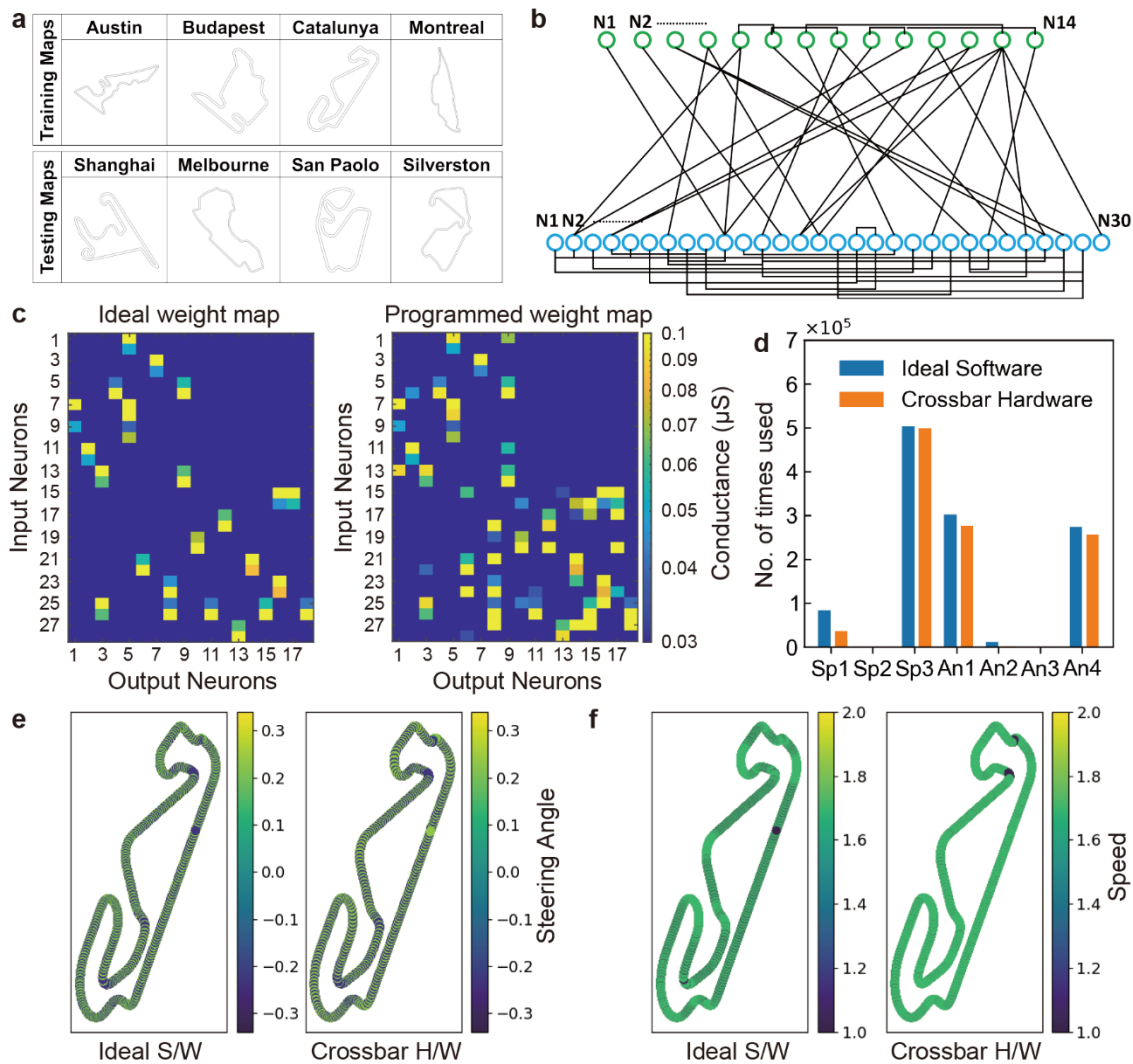 a
Training Maps
Austin Budapest Catalunya Montreal
Testing Maps
Shanghai Melbourne San Paolo Silverston
b
N1 N2 ............ N14
N1 N2 ............ N30
c
Ideal weight map
Programmed weight map
Input Neurons
1
3
5
7
9
11
13
15
17
19
21
23
25
27
1 3 5 7 9 11 13 15 17
Output Neurons
Input Neurons
1
3
5
7
9
11
13
15
27
19
21
23
25
27
1 3 5 7 9 11 13 15 17
Output Neurons
0.1
0.09
0.08
0.07
0.06
0.05
0.04
0.03
Conductance (µS)
d
×10⁵
7
6
5
4
3
2
1
0
No. of times used
Ideal Software
Crossbar Hardware
Sp1 Sp2 Sp3 An1 An2 An3 An4
e
0.3
0.2
0.1
0.0
−0.1
−0.2
−0.3
Ideal S/W
0.3
0.2
0.1
0.0
−0.1
−0.2
−0.3
Steering Angle
Crossbar H/W
f
2.0
1.8
1.6
1.4
1.2
1.0
Ideal S/W
2.0
1.8
1.6
1.4
1.2
1.0
Speed
Crossbar H/W